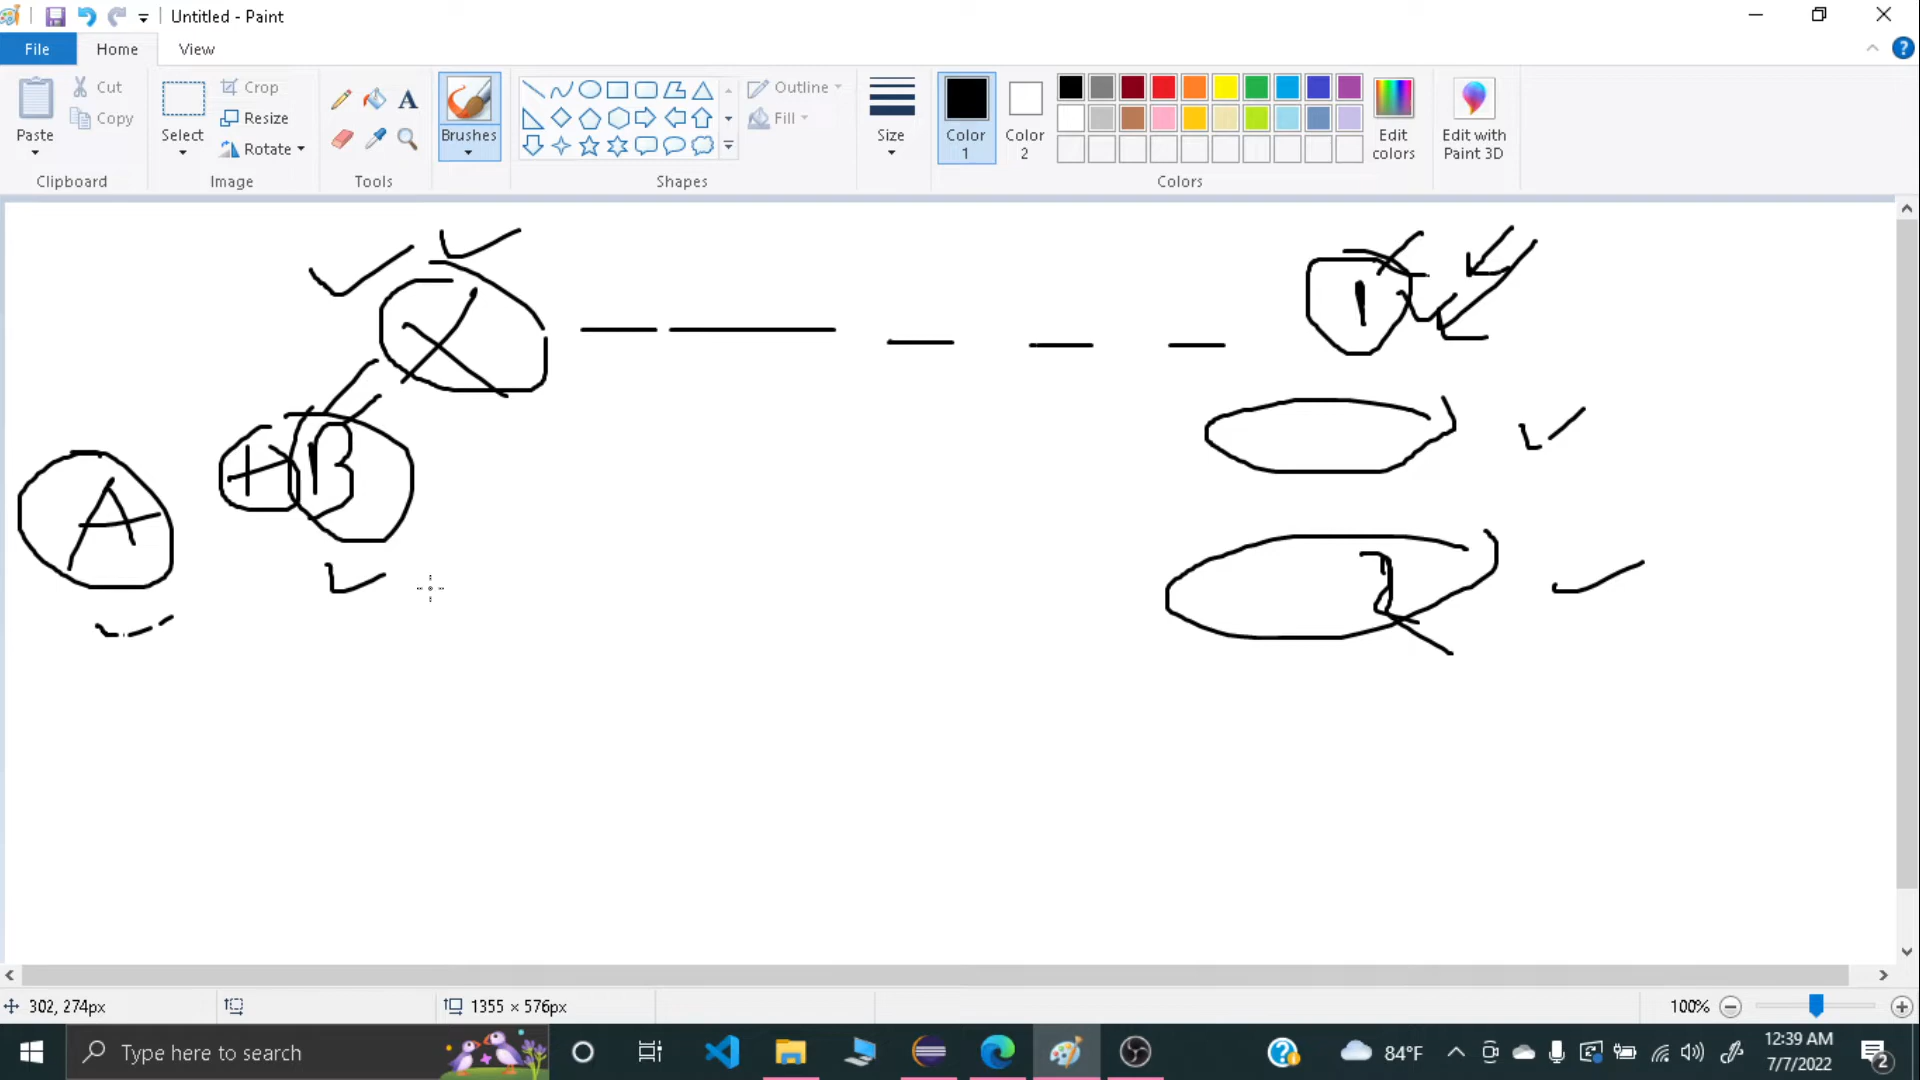 Untitled - Paint
File Home View
Paste
Cut
Copy
Clipboard
Select
Crop
Resize
Rotate
Image
Tools
Brushes
Shapes
Outline
Fill
Size
Color 1
Color 2
Edit colors
Colors
Edit with Paint 3D
X
1
A
+
B
2
302, 274px
1355 × 576px
100%
Type here to search
84°F
12:39 AM
7/7/2022
2